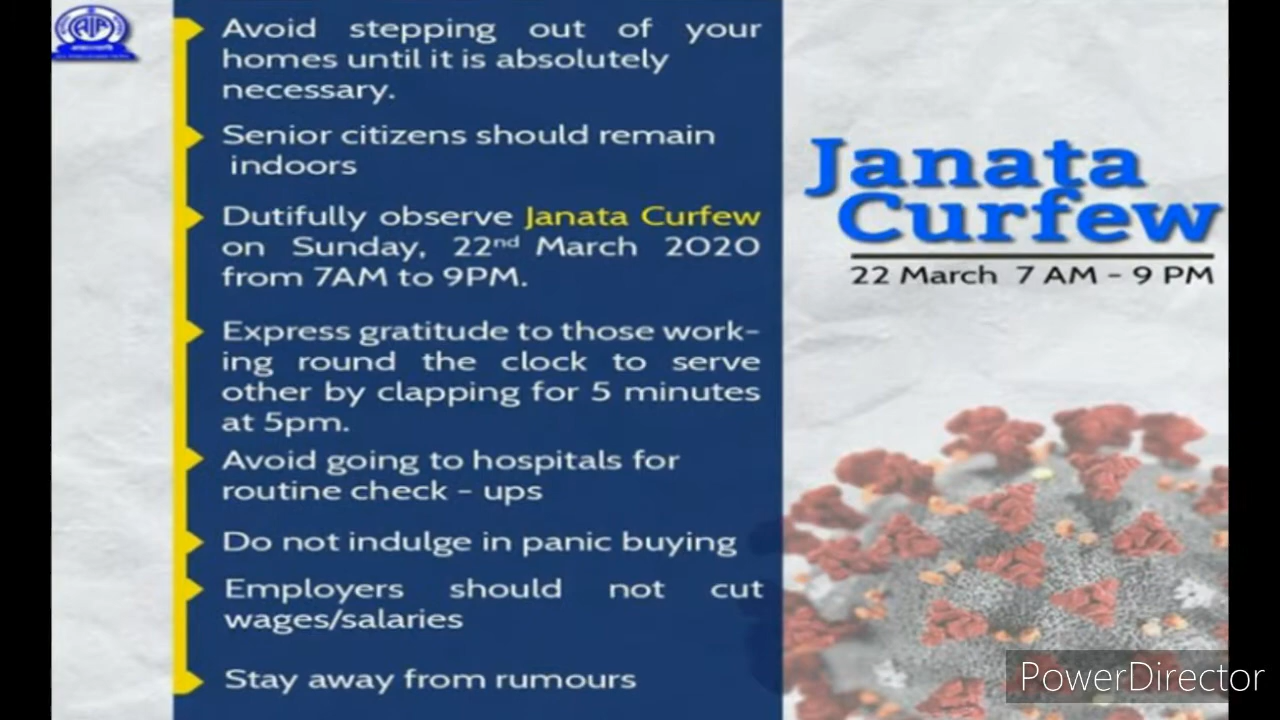 Avoid stepping out of your
homes until it is absolutely
necessary.
Senior citizens should remain
indoors
Dutifully observe Janata Curfew
on Sunday, 22nd March 2020
from 7AM to 9PM.
Express gratitude to those work-
ing round the clock to serve
other by clapping for 5 minutes
at 5pm.
Avoid going to hospitals for
routine check - ups
Do not indulge in panic buying
Employers should not cut
wages/salaries
Stay away from rumours
Janata
Curfew
22 March 7 AM - 9 PM
PowerDirector